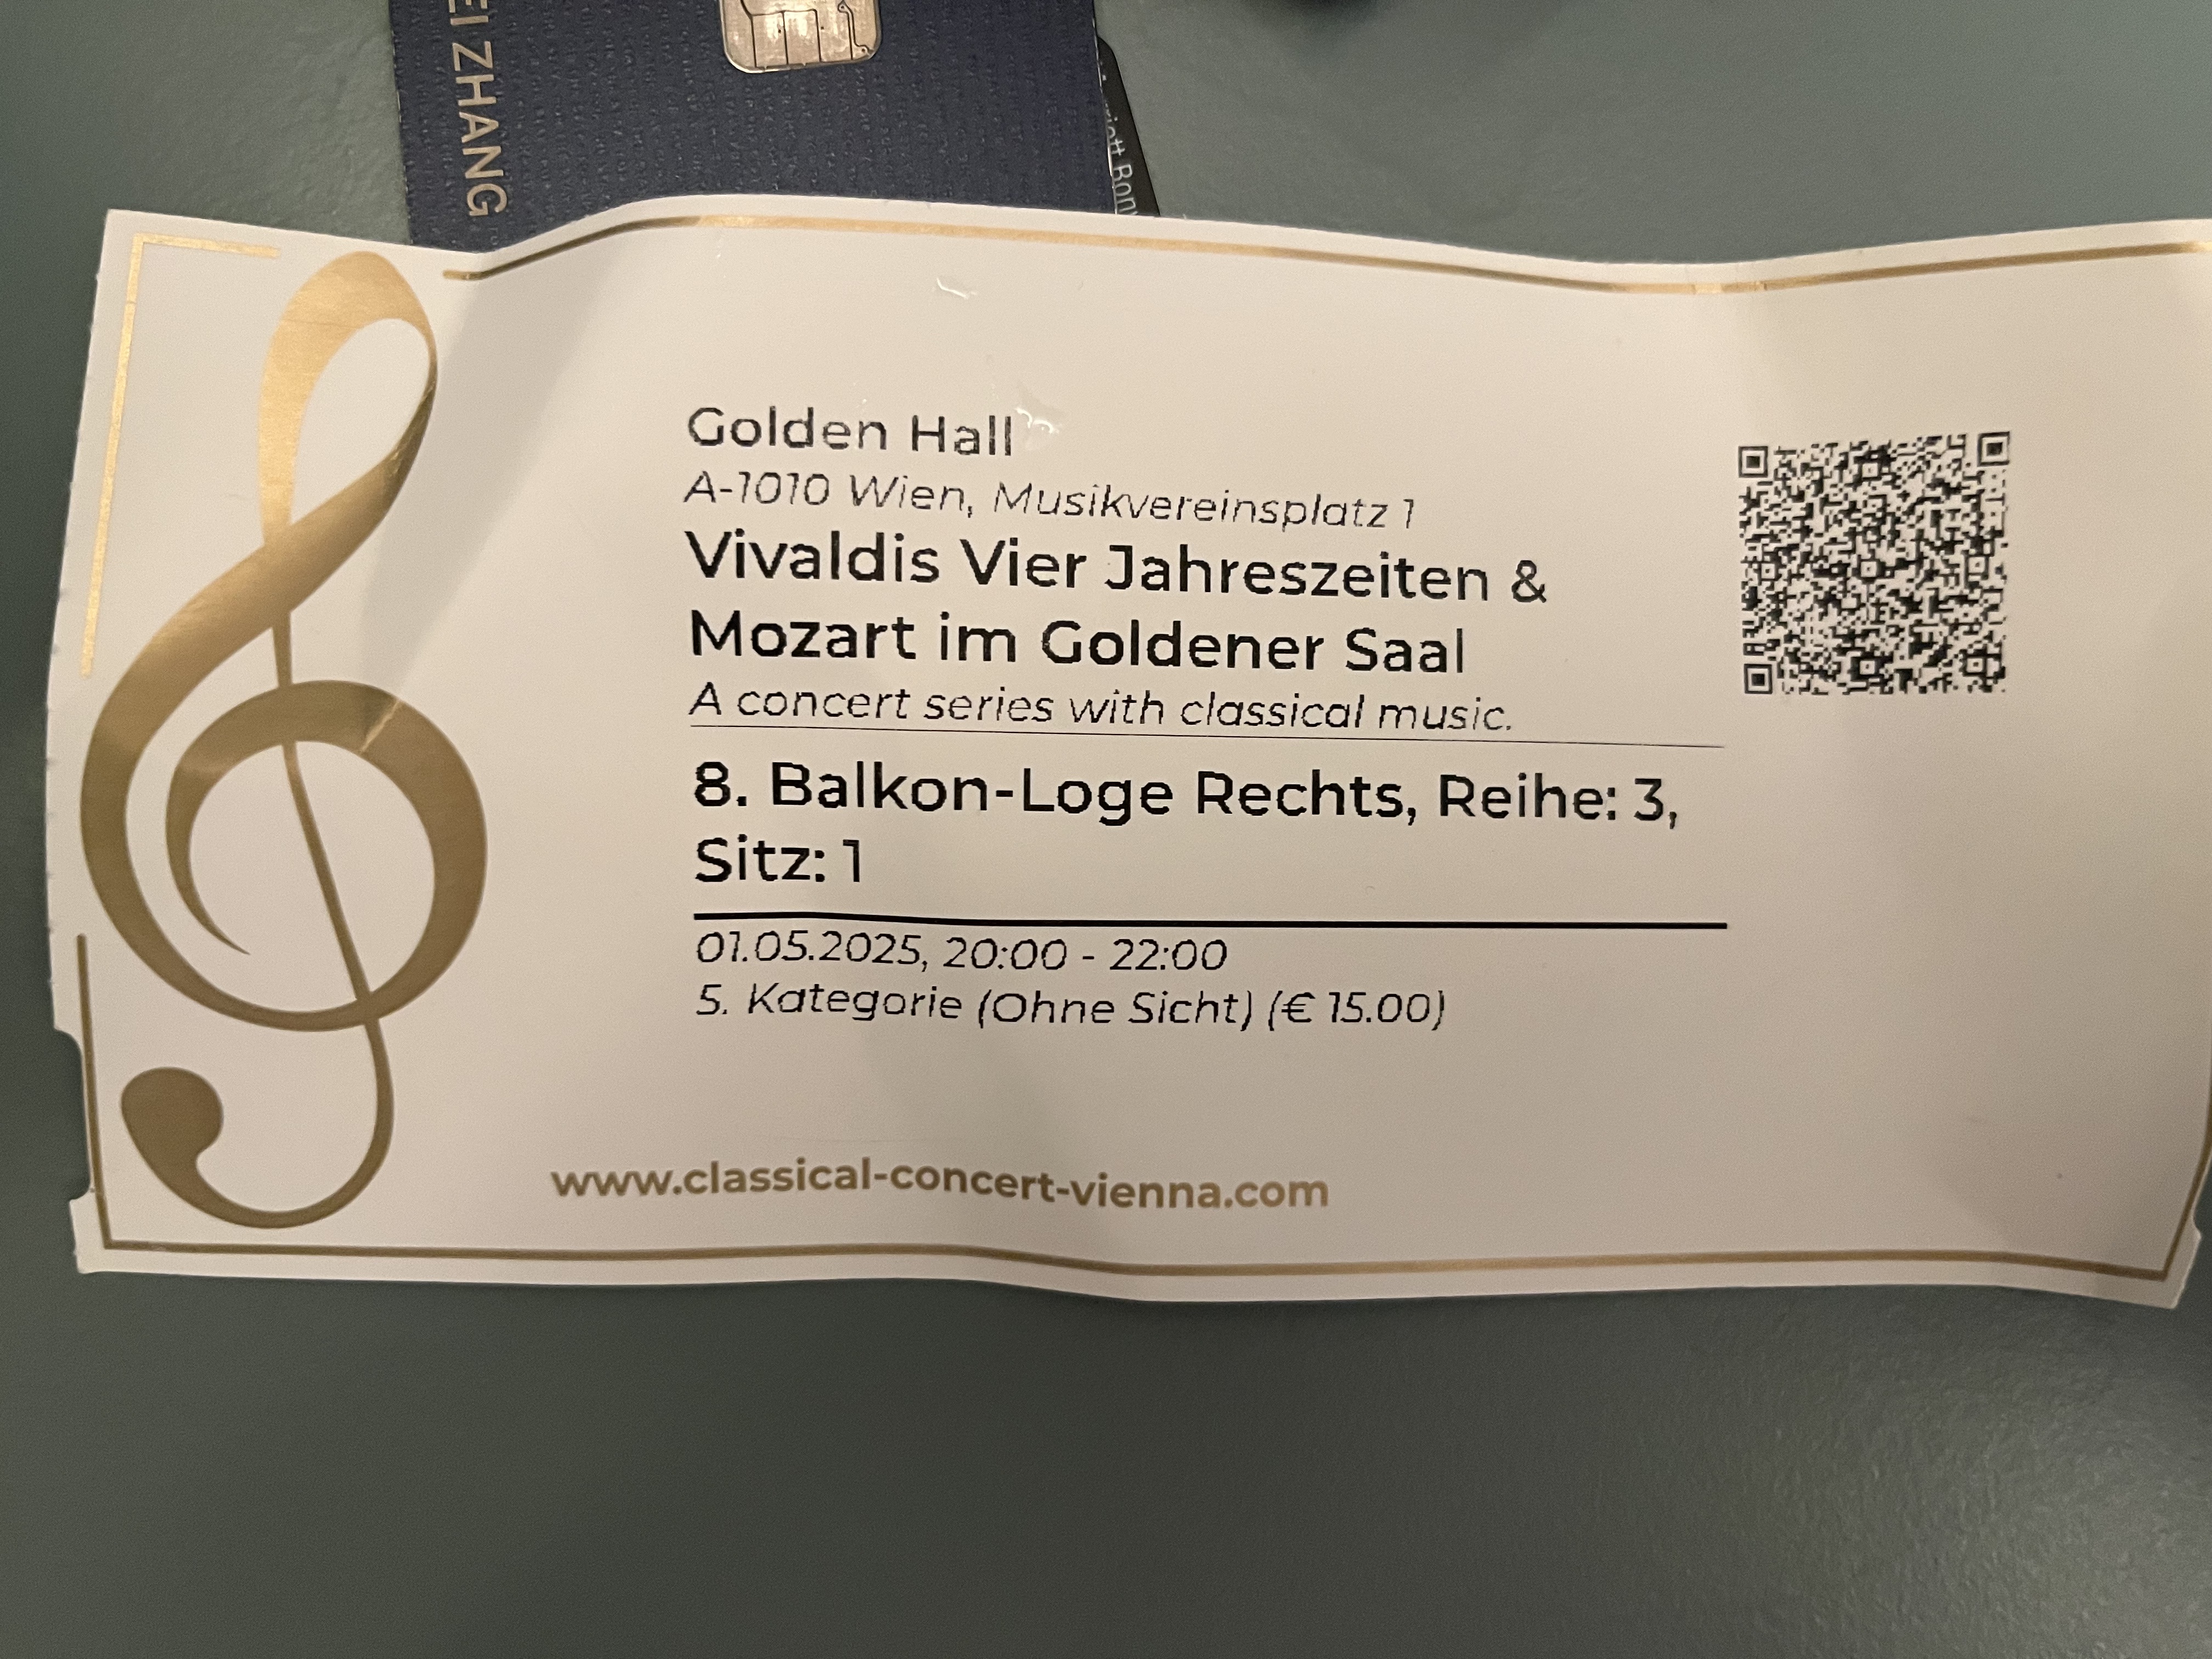 Golden Hall
A-1010 Wien, Musikvereinsplatz 1
Vivaldis Vier Jahreszeiten &
Mozart im Goldener Saal
A concert series with classical music.
8. Balkon-Loge Rechts, Reihe: 3,
Sitz: 1
01.05.2025, 20:00 - 22:00
5. Kategorie (Ohne Sicht) (€ 15.00)
www.classical-concert-vienna.com
EI ZHANG